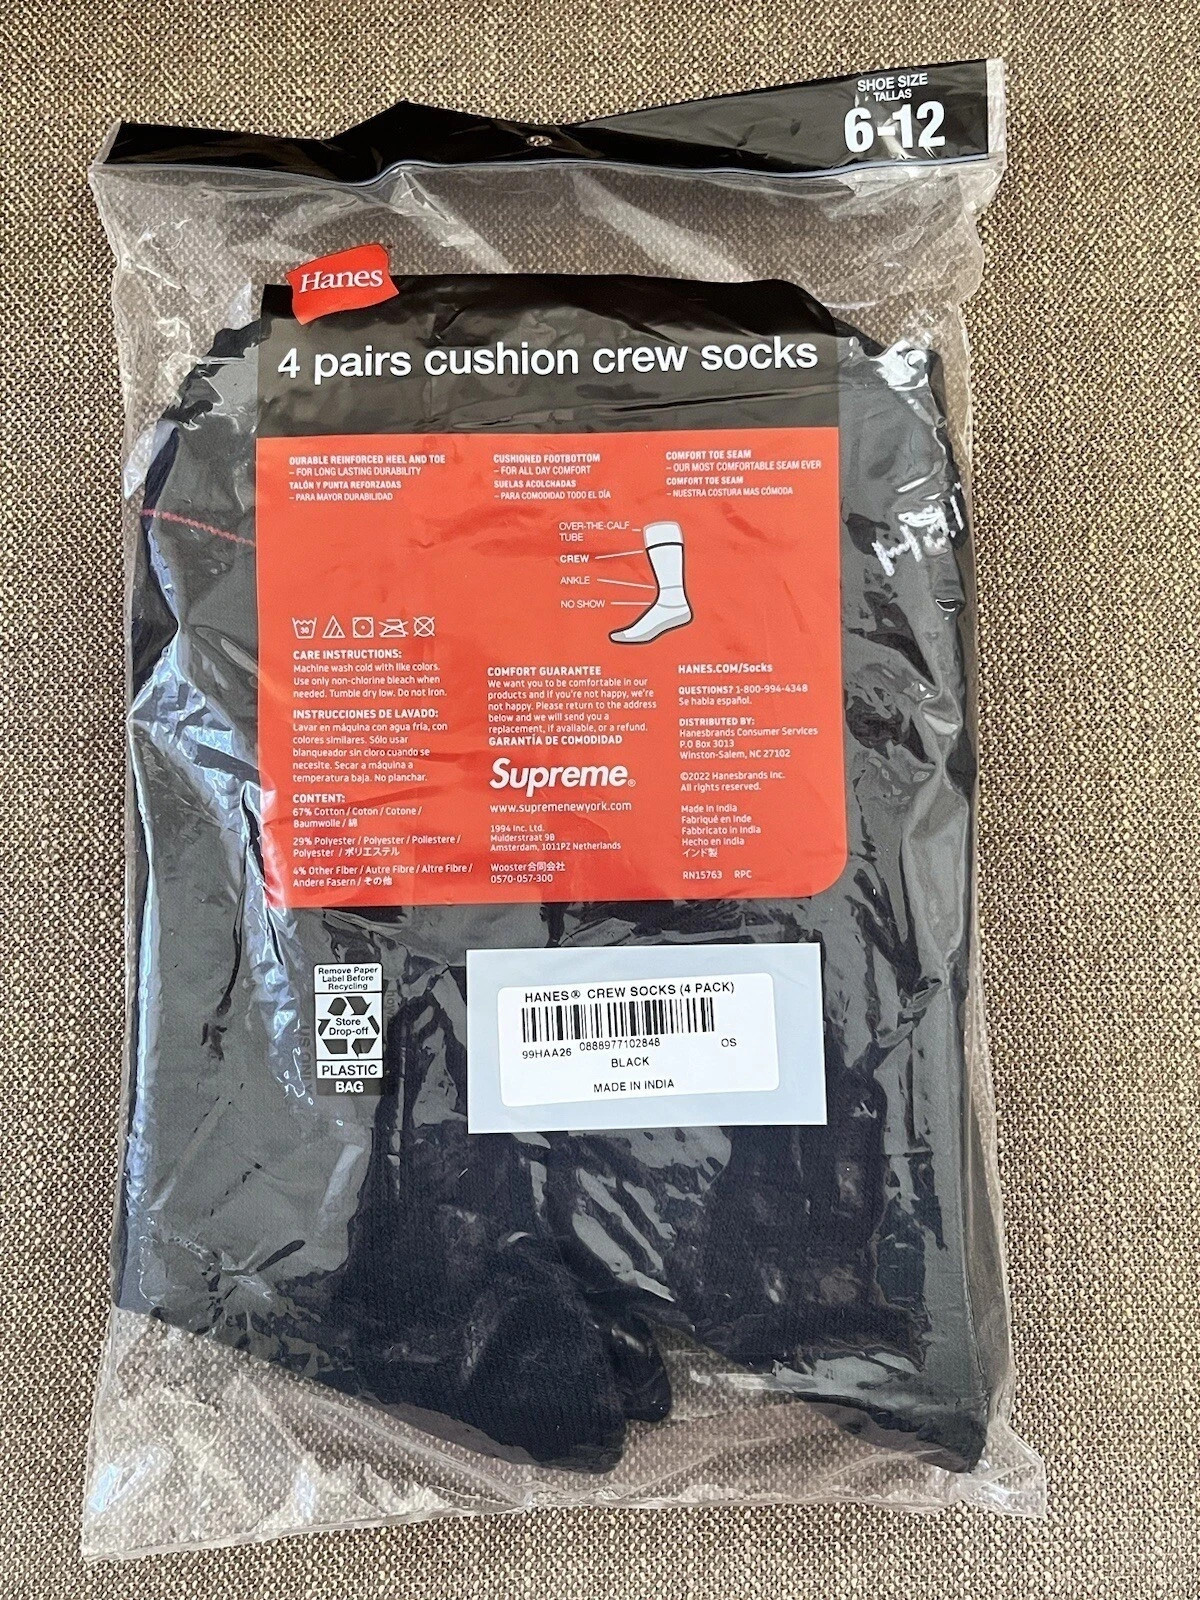 SHOE SIZE
TALLAS
6-12
Hanes
4 pairs cushion crew socks
DURABLE REINFORCED HEEL AND TOE
– FOR LONG LASTING DURABILITY
TALÓN Y PUNTA REFORZADAS
– PARA MAYOR DURABILIDAD
CUSHIONED FOOTBOTTOM
– FOR ALL DAY COMFORT
SUELAS ACOLCHADAS
– PARA COMODIDAD TODO EL DÍA
COMFORT TOE SEAM
– OUR MOST COMFORTABLE SEAM EVER
COMFORT TOE SEAM
– NUESTRA COSTURA MAS CÓMODA
OVER-THE-CALF
TUBE
CREW
ANKLE
NO SHOW
30
CARE INSTRUCTIONS:
Machine wash cold with like colors.
Use only non-chlorine bleach when
needed. Tumble dry low. Do not iron.
INSTRUCCIONES DE LAVADO:
Lavar en máquina con agua fría, con
colores similares. Sólo usar
blanqueador sin cloro cuando se
necesite. Secar a máquina a
temperatura baja. No planchar.
CONTENT:
67% Cotton / Coton / Cotone /
Baumwolle / 綿
29% Polyester / Polyester / Poliestere /
Polyester / ポリエステル
4% Other Fiber / Autre Fibre / Altre Fibre /
Andere Fasern / その他
COMFORT GUARANTEE
We want you to be comfortable in our
products and if you're not happy, we're
not happy. Please return to the address
below and we will send you a
replacement, if available, or a refund.
GARANTÍA DE COMODIDAD
Supreme®
www.supremenewyork.com
1994 Inc. Ltd.
Mulderstraat 9B
Amsterdam, 1011PZ Netherlands
Wooster合同会社
0570-057-300
HANES.COM/Socks
QUESTIONS? 1-800-994-4348
Se habla español.
DISTRIBUTED BY:
Hanesbrands Consumer Services
P.O Box 3013
Winston-Salem, NC 27102
©2022 Hanesbrands Inc.
All rights reserved.
Made in India
Fabriqué en Inde
Fabbricato in India
Hecho en India
インド製
RN15763 RPC
Remove Paper
Label Before
Recycling
Store
Drop-off
PLASTIC
BAG
HANES® CREW SOCKS (4 PACK)
99HAA26 0888977102848 OS
BLACK
MADE IN INDIA